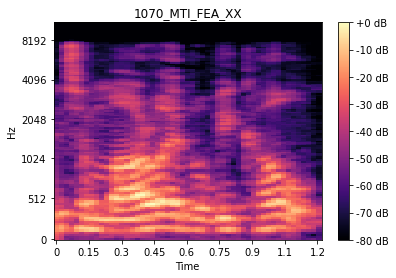 1070_MTI_FEA_XX
8192
4096
2048
1024
512
0
Hz
0
0.15
0.3
0.45
0.6
0.75
0.9
1.1
1.2
Time
+0 dB
-10 dB
-20 dB
-30 dB
-40 dB
-50 dB
-60 dB
-70 dB
-80 dB